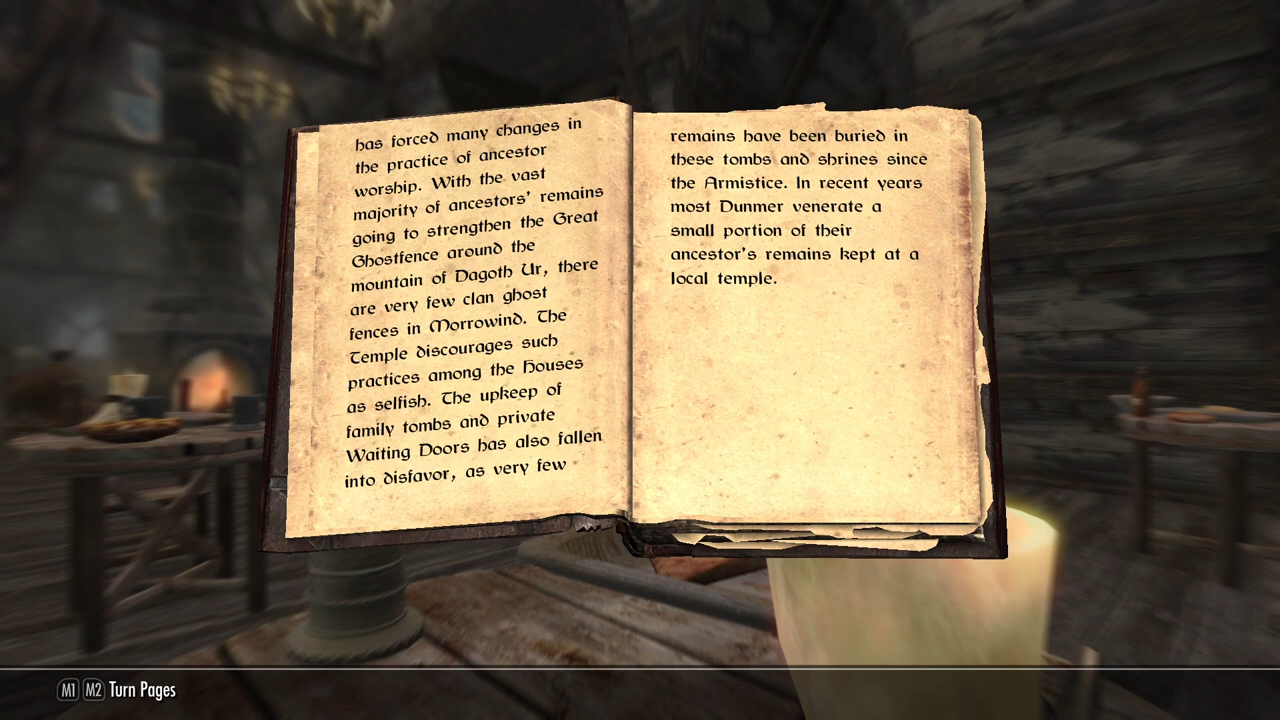 has forced many changes in
the practice of ancestor
worship. With the vast
majority of ancestors' remains
going to strengthen the Great
Ghostfence around the
mountain of Dagoth Ur, there
are very few clan ghost
fences in Morrowind. The
Temple discourages such
practices among the Houses
as selfish. The upkeep of
family tombs and private
Waiting Doors has also fallen
into disfavor, as very few
remains have been buried in
these tombs and shrines since
the Armistice. In recent years
most Dunmer venerate a
small portion of their
ancestor's remains kept at a
local temple.
M1 M2 Turn Pages